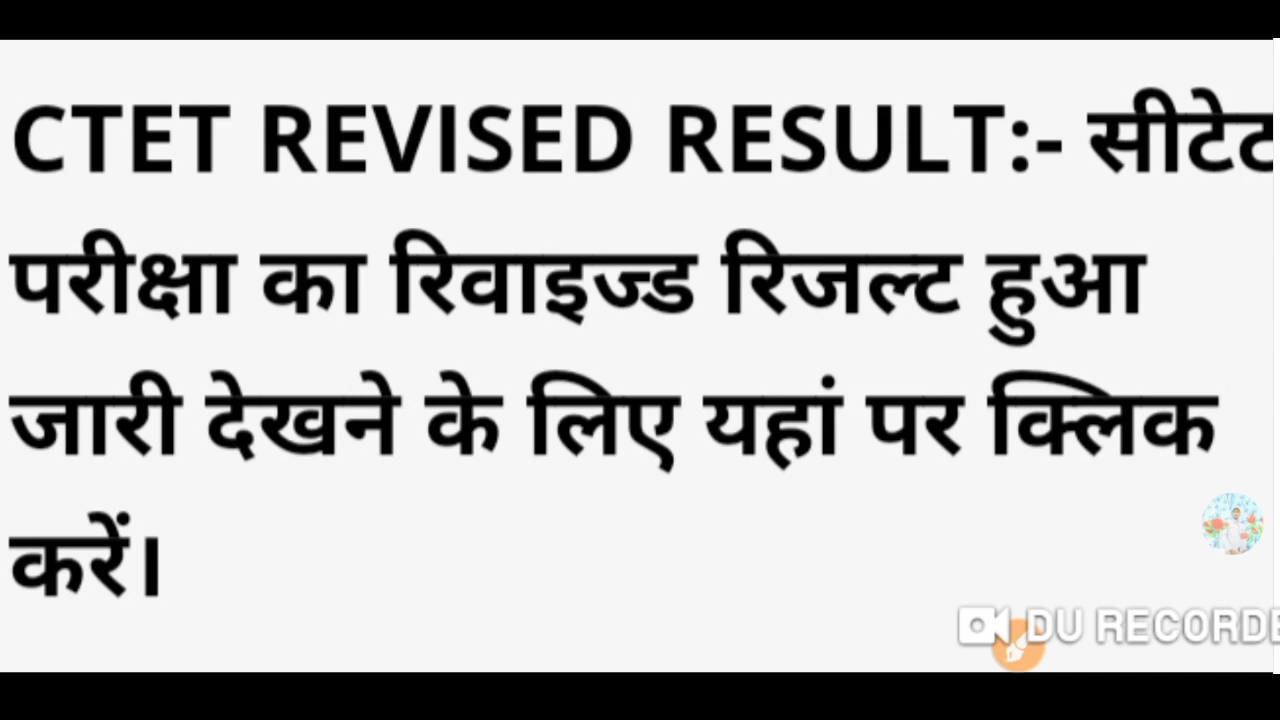 CTET REVISED RESULT:- सीटेट
परीक्षा का रिवाइज्ड रिजल्ट हुआ
जारी देखने के लिए यहां पर क्लिक
करें।
DU RECORDE